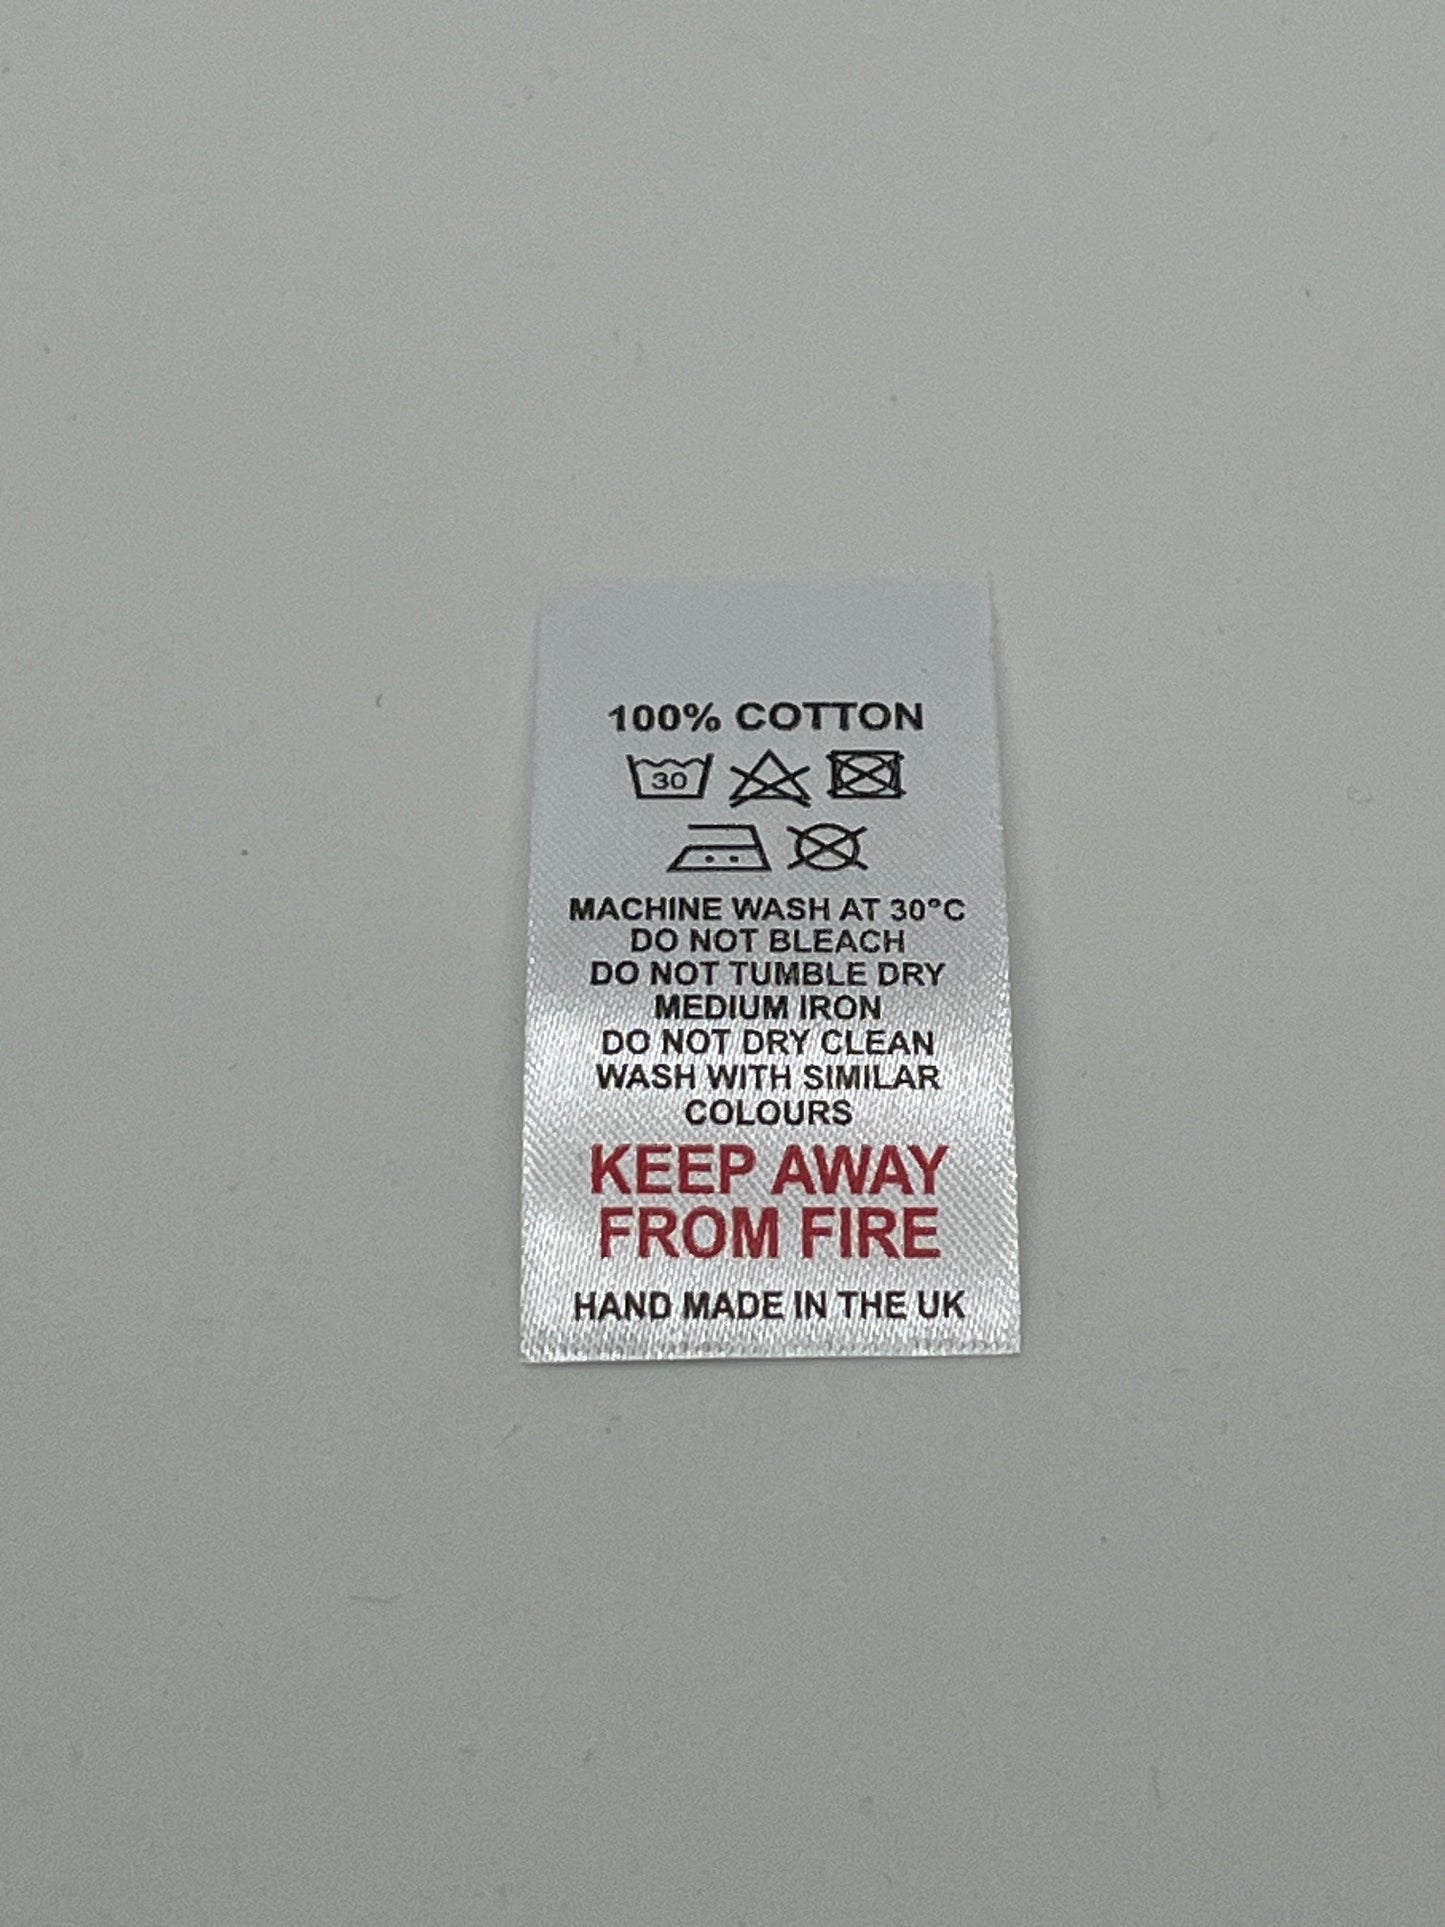 100% COTTON
30
MACHINE WASH AT 30°C
DO NOT BLEACH
DO NOT TUMBLE DRY
MEDIUM IRON
DO NOT DRY CLEAN
WASH WITH SIMILAR
COLOURS
KEEP AWAY
FROM FIRE
HAND MADE IN THE UK